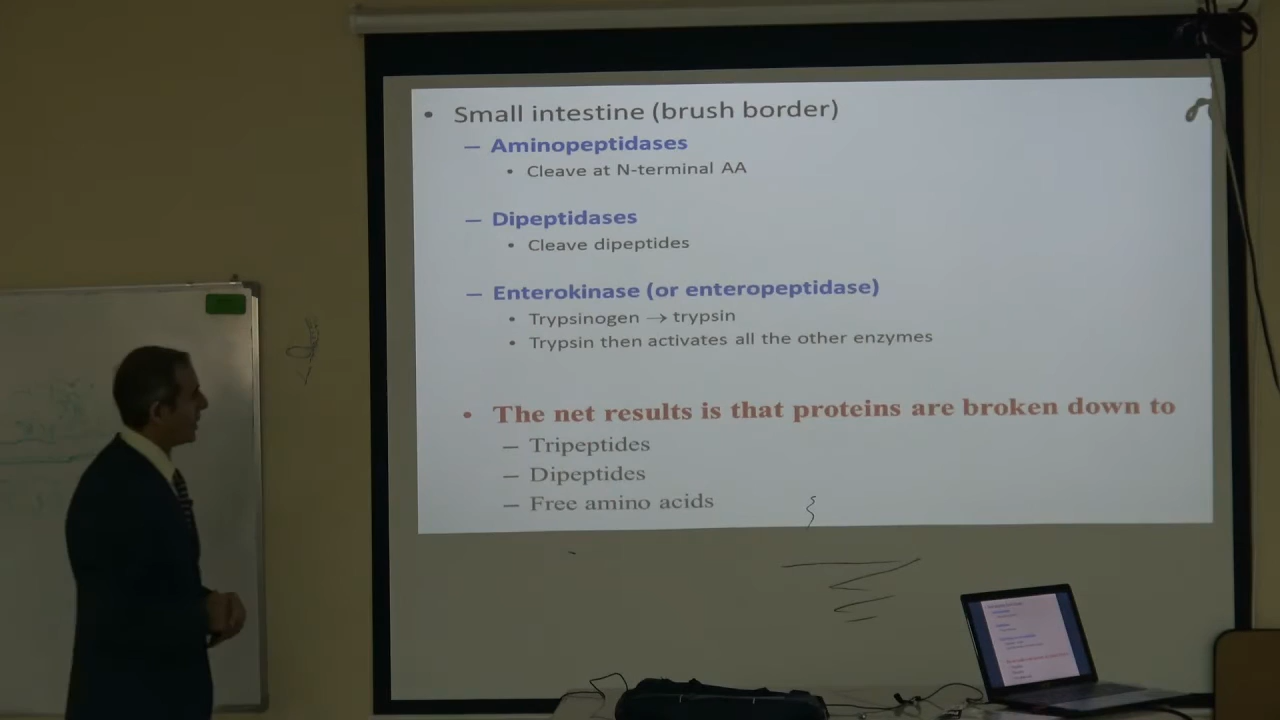 • Small intestine (brush border)
– Aminopeptidases
• Cleave at N-terminal AA
– Dipeptidases
• Cleave dipeptides
– Enterokinase (or enteropeptidase)
• Trypsinogen → trypsin
• Trypsin then activates all the other enzymes
• The net results is that proteins are broken down to
– Tripeptides
– Dipeptides
– Free amino acids